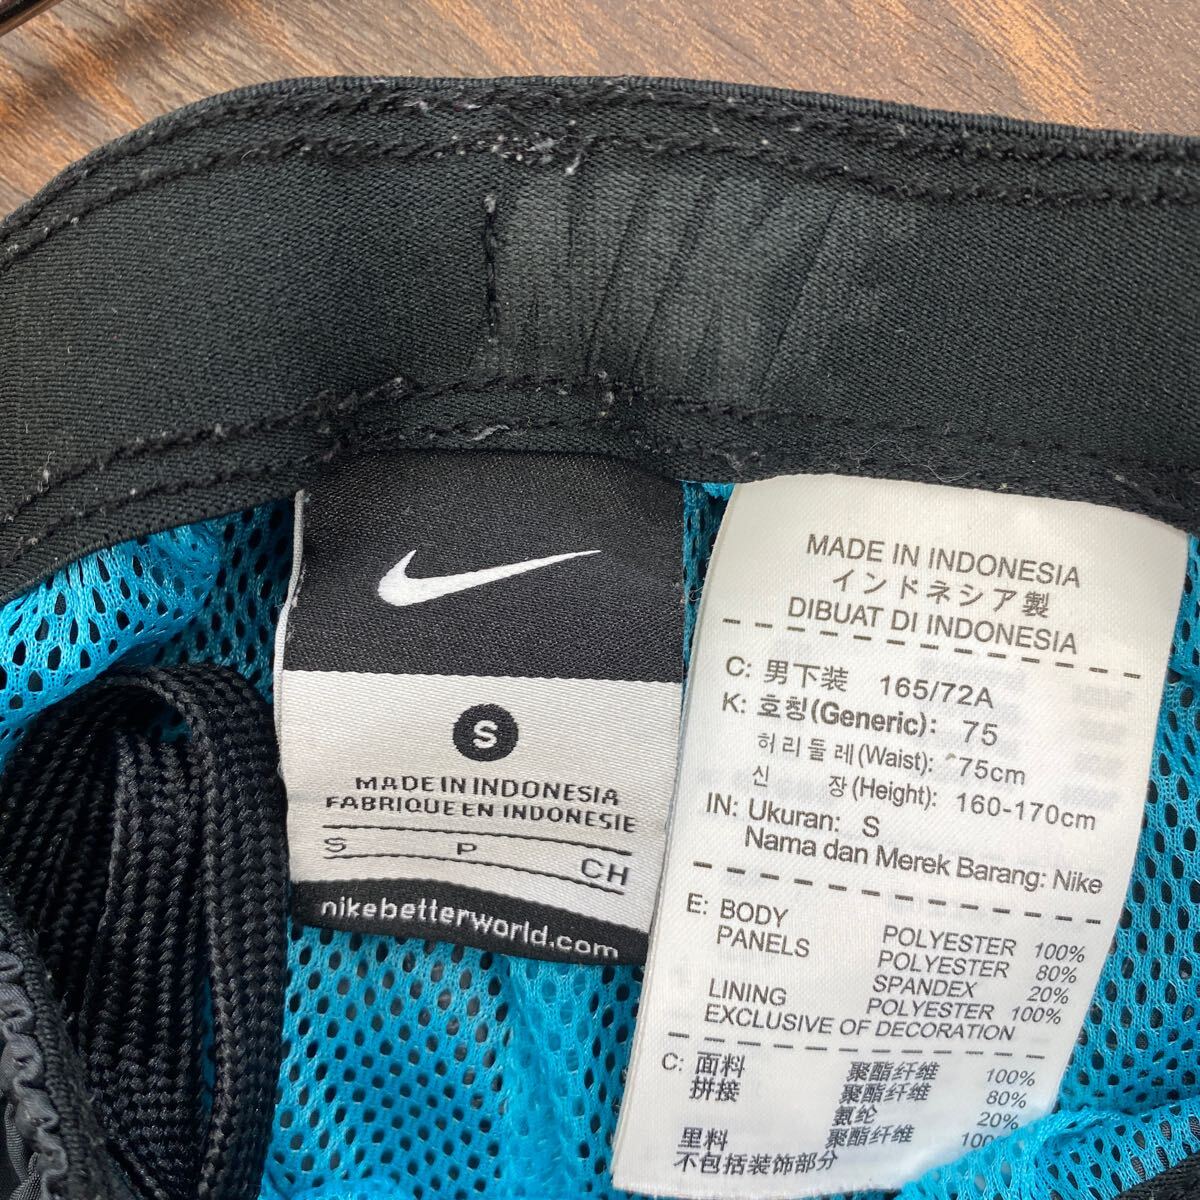 S
MADE IN INDONESIA
FABRIQUE EN INDONESIE
S P CH
nikebetterworld.com
MADE IN INDONESIA
インドネシア製
DIBUAT DI INDONESIA
C: 男下装 165/72A
K: 호칭(Generic): 75
허리둘레(Waist): 75cm
신 장(Height): 160-170cm
IN: Ukuran: S
Nama dan Merek Barang: Nike
E: BODY POLYESTER 100%
PANELS POLYESTER 80%
SPANDEX 20%
LINING POLYESTER 100%
EXCLUSIVE OF DECORATION
C: 面料 聚酯纤维 100%
拼接 聚酯纤维 80%
氨纶 20%
里料 聚酯纤维 100
不包括装饰部分